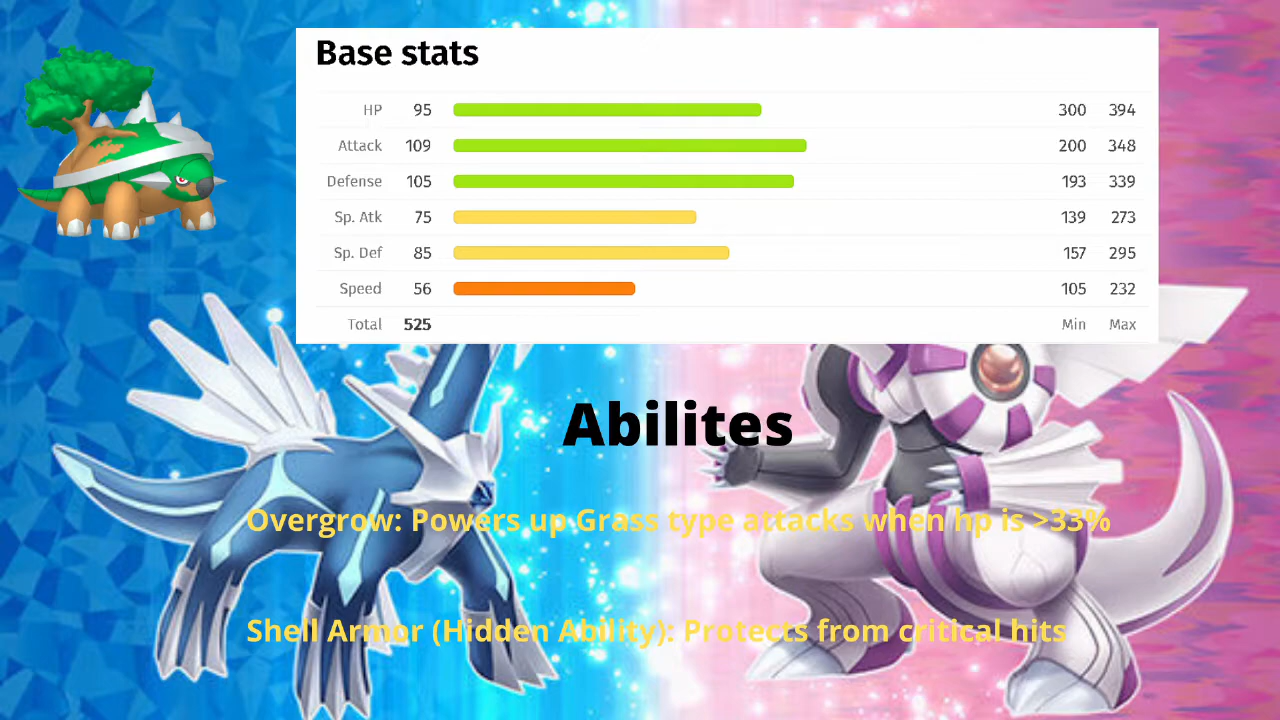 Base stats
HP 95 300 394
Attack 109 200 348
Defense 105 193 339
Sp. Atk 75 139 273
Sp. Def 85 157 295
Speed 56 105 232
Total 525 Min Max
Abilites
Overgrow: Powers up Grass type attacks when hp is >33%
Shell Armor (Hidden Ability): Protects from critical hits